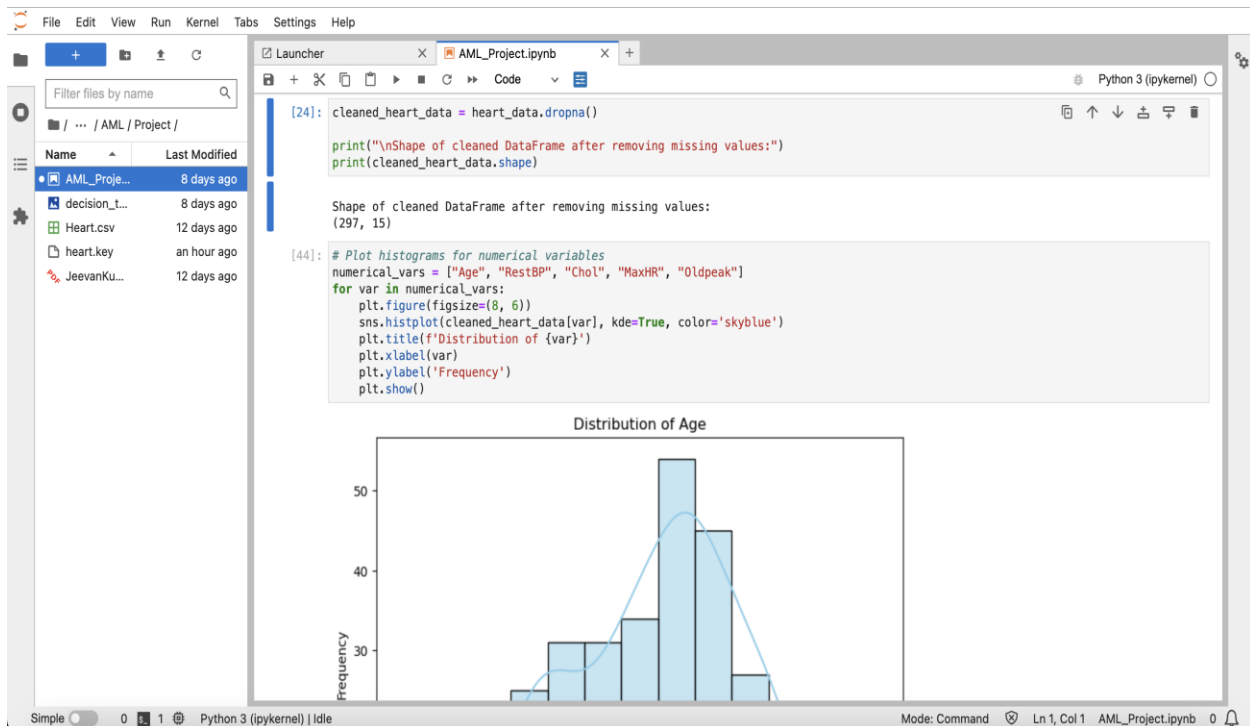 File Edit View Run Kernel Tabs Settings Help
+
Filter files by name
/ ··· / AML / Project /
Name Last Modified
AML_Proje... 8 days ago
decision_t... 8 days ago
Heart.csv 12 days ago
heart.key an hour ago
JeevanKu... 12 days ago
Launcher AML_Project.ipynb
Code Python 3 (ipykernel)
[24]: cleaned_heart_data = heart_data.dropna()
print("\nShape of cleaned DataFrame after removing missing values:")
print(cleaned_heart_data.shape)
Shape of cleaned DataFrame after removing missing values:
(297, 15)
[44]: # Plot histograms for numerical variables
numerical_vars = ["Age", "RestBP", "Chol", "MaxHR", "Oldpeak"]
for var in numerical_vars:
    plt.figure(figsize=(8, 6))
    sns.histplot(cleaned_heart_data[var], kde=True, color='skyblue')
    plt.title(f'Distribution of {var}')
    plt.xlabel(var)
    plt.ylabel('Frequency')
    plt.show()
Distribution of Age
50
40
30
Frequency
Simple 0 1 Python 3 (ipykernel) | Idle Mode: Command Ln 1, Col 1 AML_Project.ipynb 0